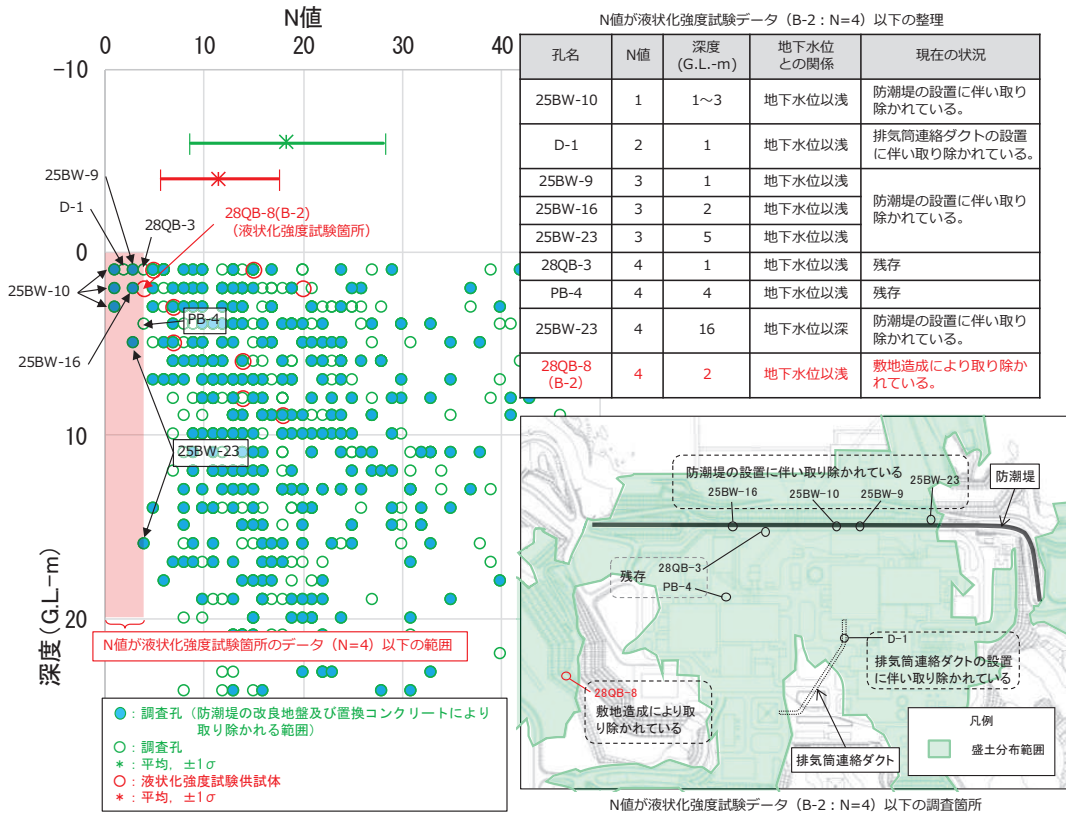 N値
0
10
20
30
40
-10
0
10
20
深度(G.L.-m)
25BW-9
D-1
28QB-3
28QB-8(B-2)
(液状化強度試験箇所)
25BW-10
PB-4
25BW-16
25BW-23
N値が液状化強度試験箇所のデータ(N=4)以下の範囲
:調査孔(防潮堤の改良地盤及び置換コンクリートにより
取り除かれる範囲)
:調査孔
*:平均,±1σ
:液状化強度試験供試体
*:平均,±1σ
N値が液状化強度試験データ(B-2:N=4)以下の整理
孔名 N値 深度 (G.L.-m) 地下水位 との関係 現在の状況
25BW-10 1 1~3 地下水位以浅 防潮堤の設置に伴い取り
除かれている。
D-1 2 1 地下水位以浅 排気筒連絡ダクトの設置
に伴い取り除かれている。
25BW-9 3 1 地下水位以浅
25BW-16 3 2 地下水位以浅 防潮堤の設置に伴い取り
除かれている。
25BW-23 3 5 地下水位以浅
28QB-3 4 1 地下水位以浅 残存
PB-4 4 4 地下水位以浅 残存
25BW-23 4 16 地下水位以深 防潮堤の設置に伴い取り
除かれている。
28QB-8
(B-2) 4 2 地下水位以浅 敷地造成により取り除か
れている。
防潮堤の設置に伴い取り除かれている
25BW-16
25BW-10
25BW-9
25BW-23
防潮堤
残存
28QB-3
PB-4
D-1
排気筒連絡ダクトの設置
に伴い取り除かれている
28QB-8
敷地造成により取
り除かれている
排気筒連絡ダクト
凡例
盛土分布範囲
N値が液状化強度試験データ(B-2:N=4)以下の調査箇所